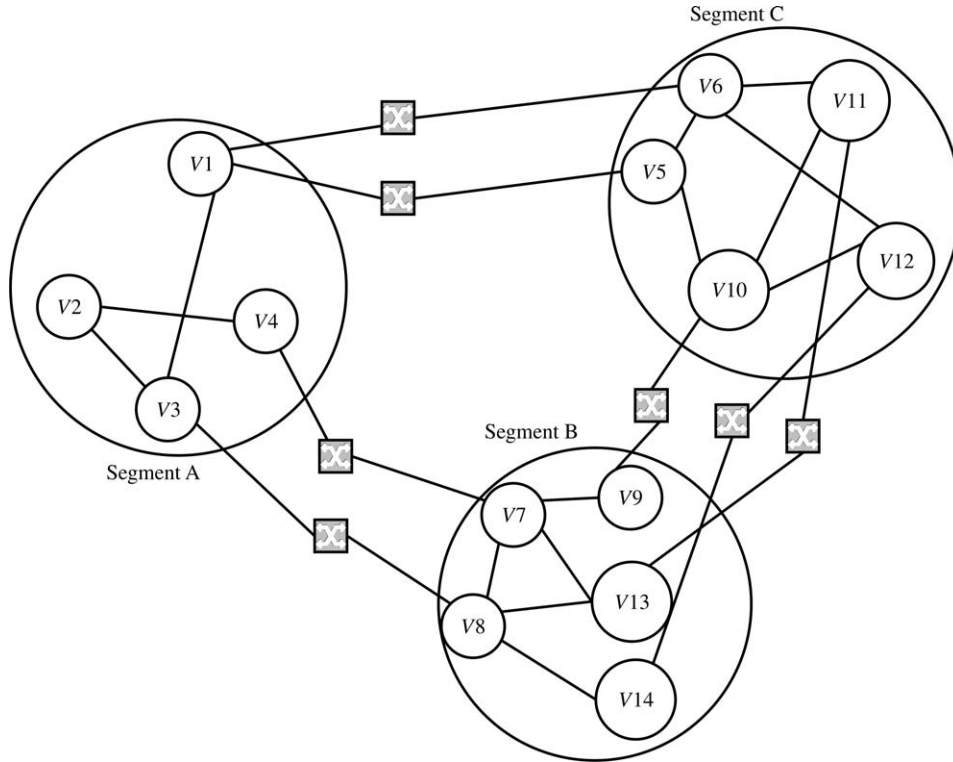 Segment C
V6
V11
V1
V5
V12
V10
V2
V4
V3
Segment B
Segment A
V9
V7
V13
V8
V14